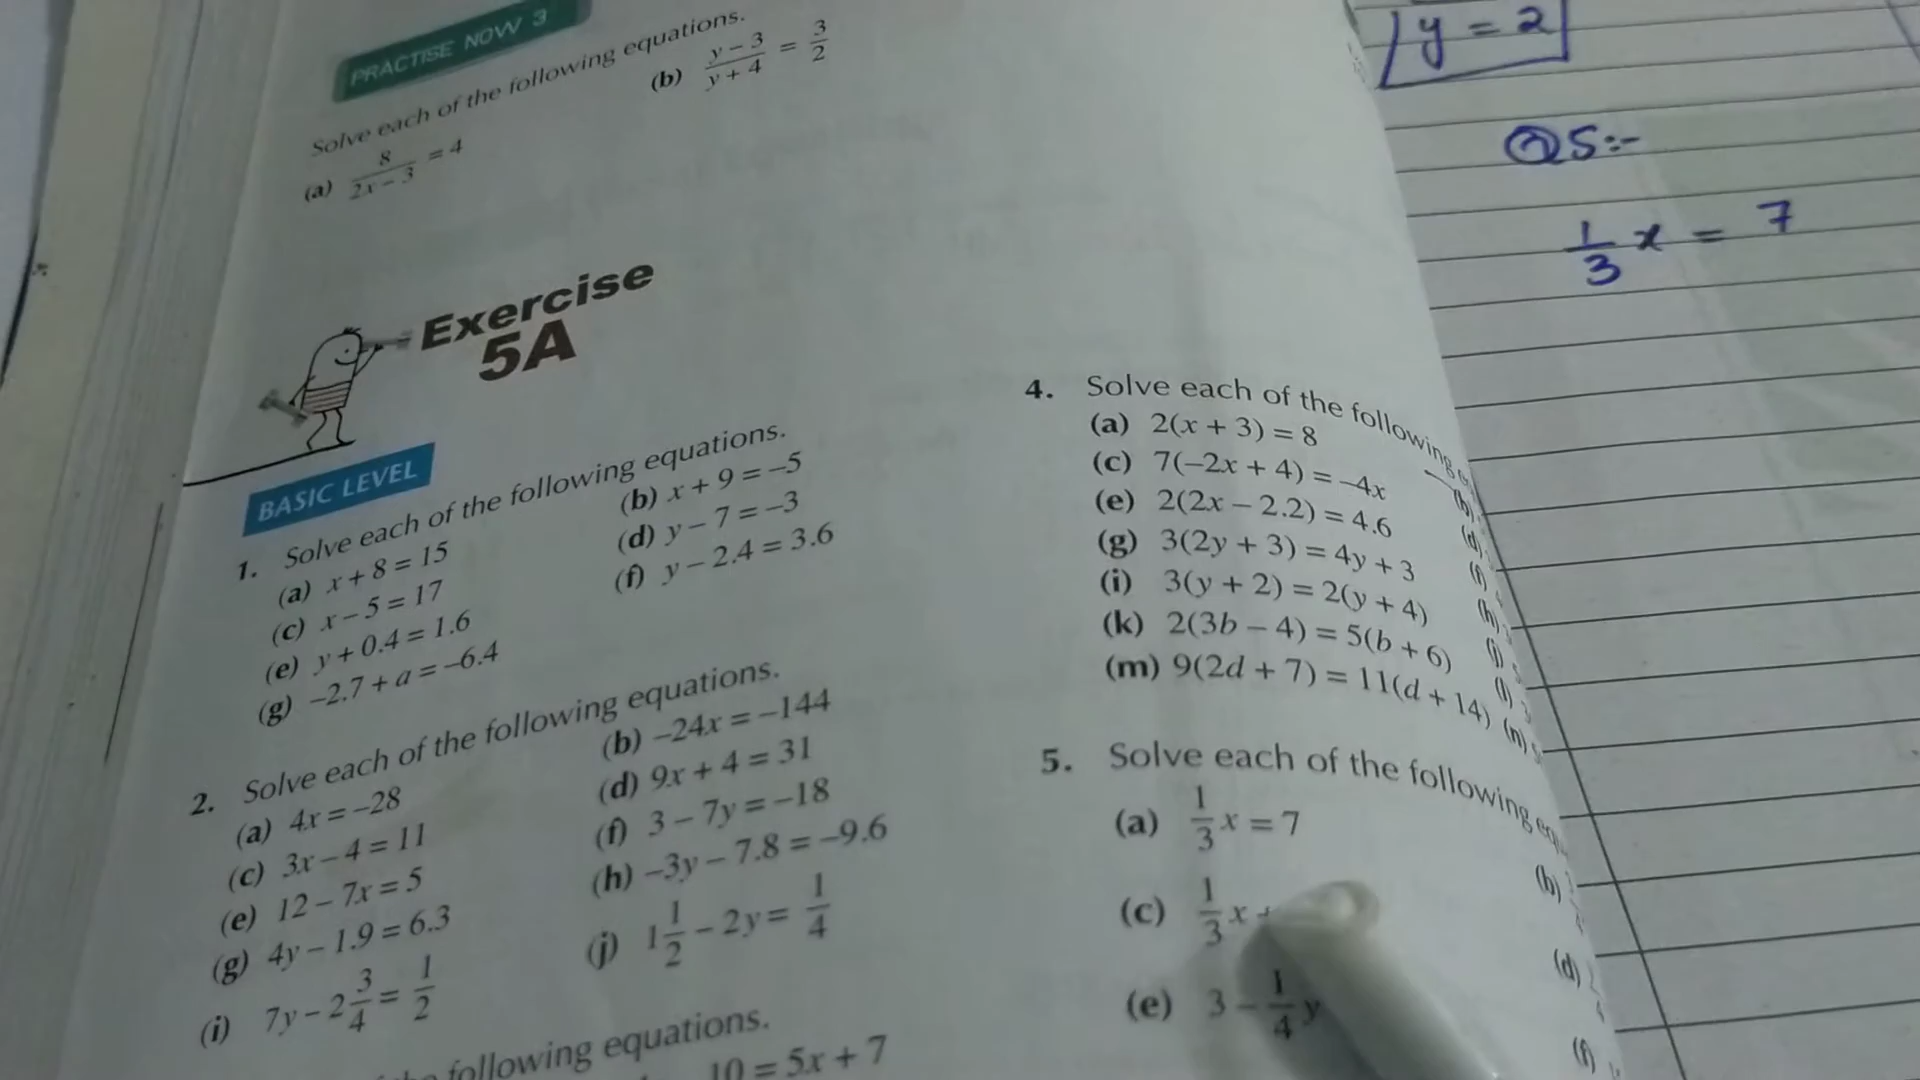 PRACTISE NOW 3
Solve each of the following equations.
(a) 8/(2x − 3) = 4
(b) (y − 3)/(y + 4) = 3/2
Exercise
5A
BASIC LEVEL
1. Solve each of the following equations.
(a) x + 8 = 15
(b) x + 9 = −5
(c) x − 5 = 17
(d) y − 7 = −3
(e) y + 0.4 = 1.6
(f) y − 2.4 = 3.6
(g) −2.7 + a = −6.4
2. Solve each of the following equations.
(a) 4x = −28
(b) −24x = −144
(c) 3x − 4 = 11
(d) 9x + 4 = 31
(e) 12 − 7x = 5
(f) 3 − 7y = −18
(g) 4y − 1.9 = 6.3
(h) −3y − 7.8 = −9.6
(i) 7y − 2 3/4 = 1/2
(j) 1 1/2 − 2y = 1/4
following equations.
10 = 5x + 7
4. Solve each of the following
(a) 2(x + 3) = 8
(b)
(c) 7(−2x + 4) = −4x
(d)
(e) 2(2x − 2.2) = 4.6
(f)
(g) 3(2y + 3) = 4y + 3
(h)
(i) 3(y + 2) = 2(y + 4)
(j)
(k) 2(3b − 4) = 5(b + 6)
(l)
(m) 9(2d + 7) = 11(d + 14)
(n)
5. Solve each of the following
(a) 1/3 x = 7
(b)
(c) 1/3 x
(d)
(e) 3 − 1/4 y
(f)
y = 2
Q5:-
1/3 x = 7